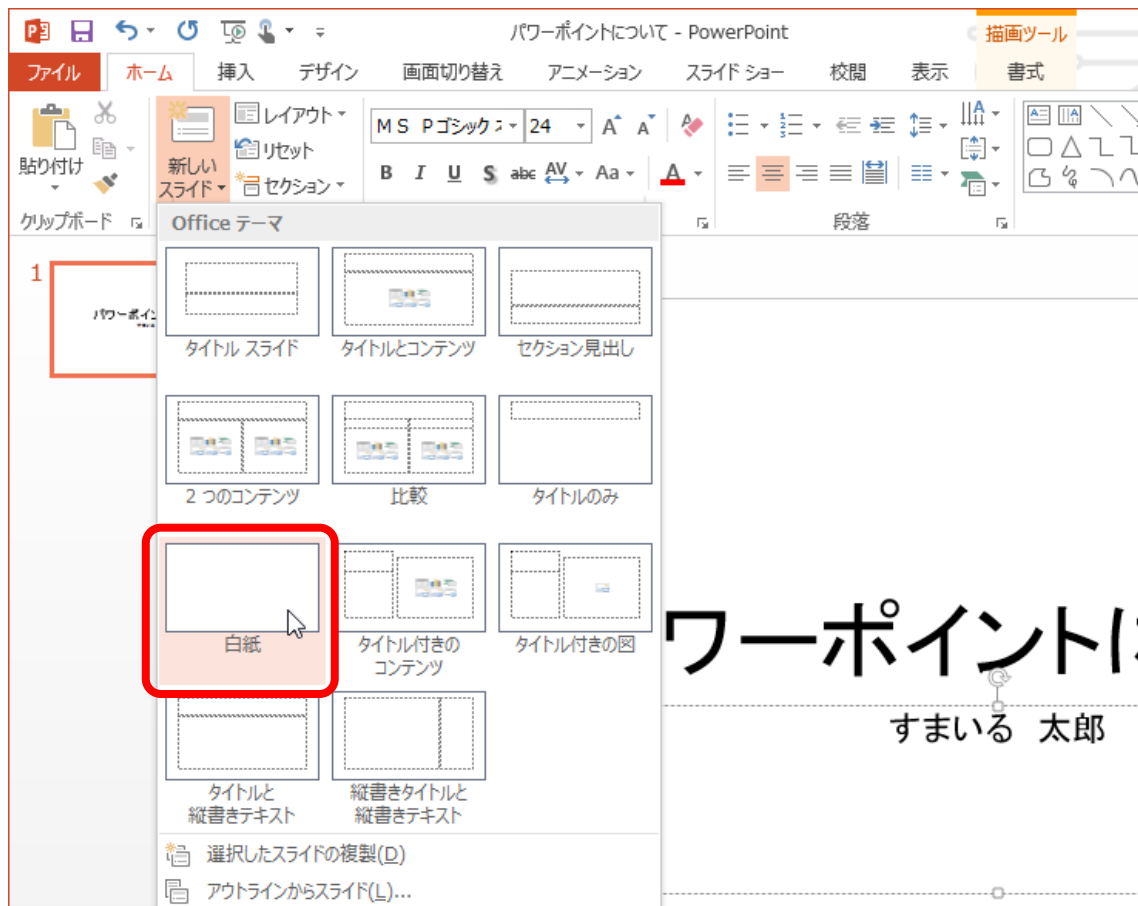 パワーポイントについて - PowerPoint
描画ツール
ファイル ホーム 挿入 デザイン 画面切り替え アニメーション スライド ショー 校閲 表示 書式
貼り付け
新しい
スライド
レイアウト
リセット
セクション
ＭＳ Ｐゴシック
24
B I U S abc AV Aa A
クリップボード
段落
Office テーマ
1
タイトル スライド
タイトルとコンテンツ
セクション見出し
2 つのコンテンツ
比較
タイトルのみ
白紙
タイトル付きの
コンテンツ
タイトル付きの図
タイトルと
縦書きテキスト
縦書きタイトルと
縦書きテキスト
選択したスライドの複製(D)
アウトラインからスライド(L)...
ワーポイントに
すまいる 太郎